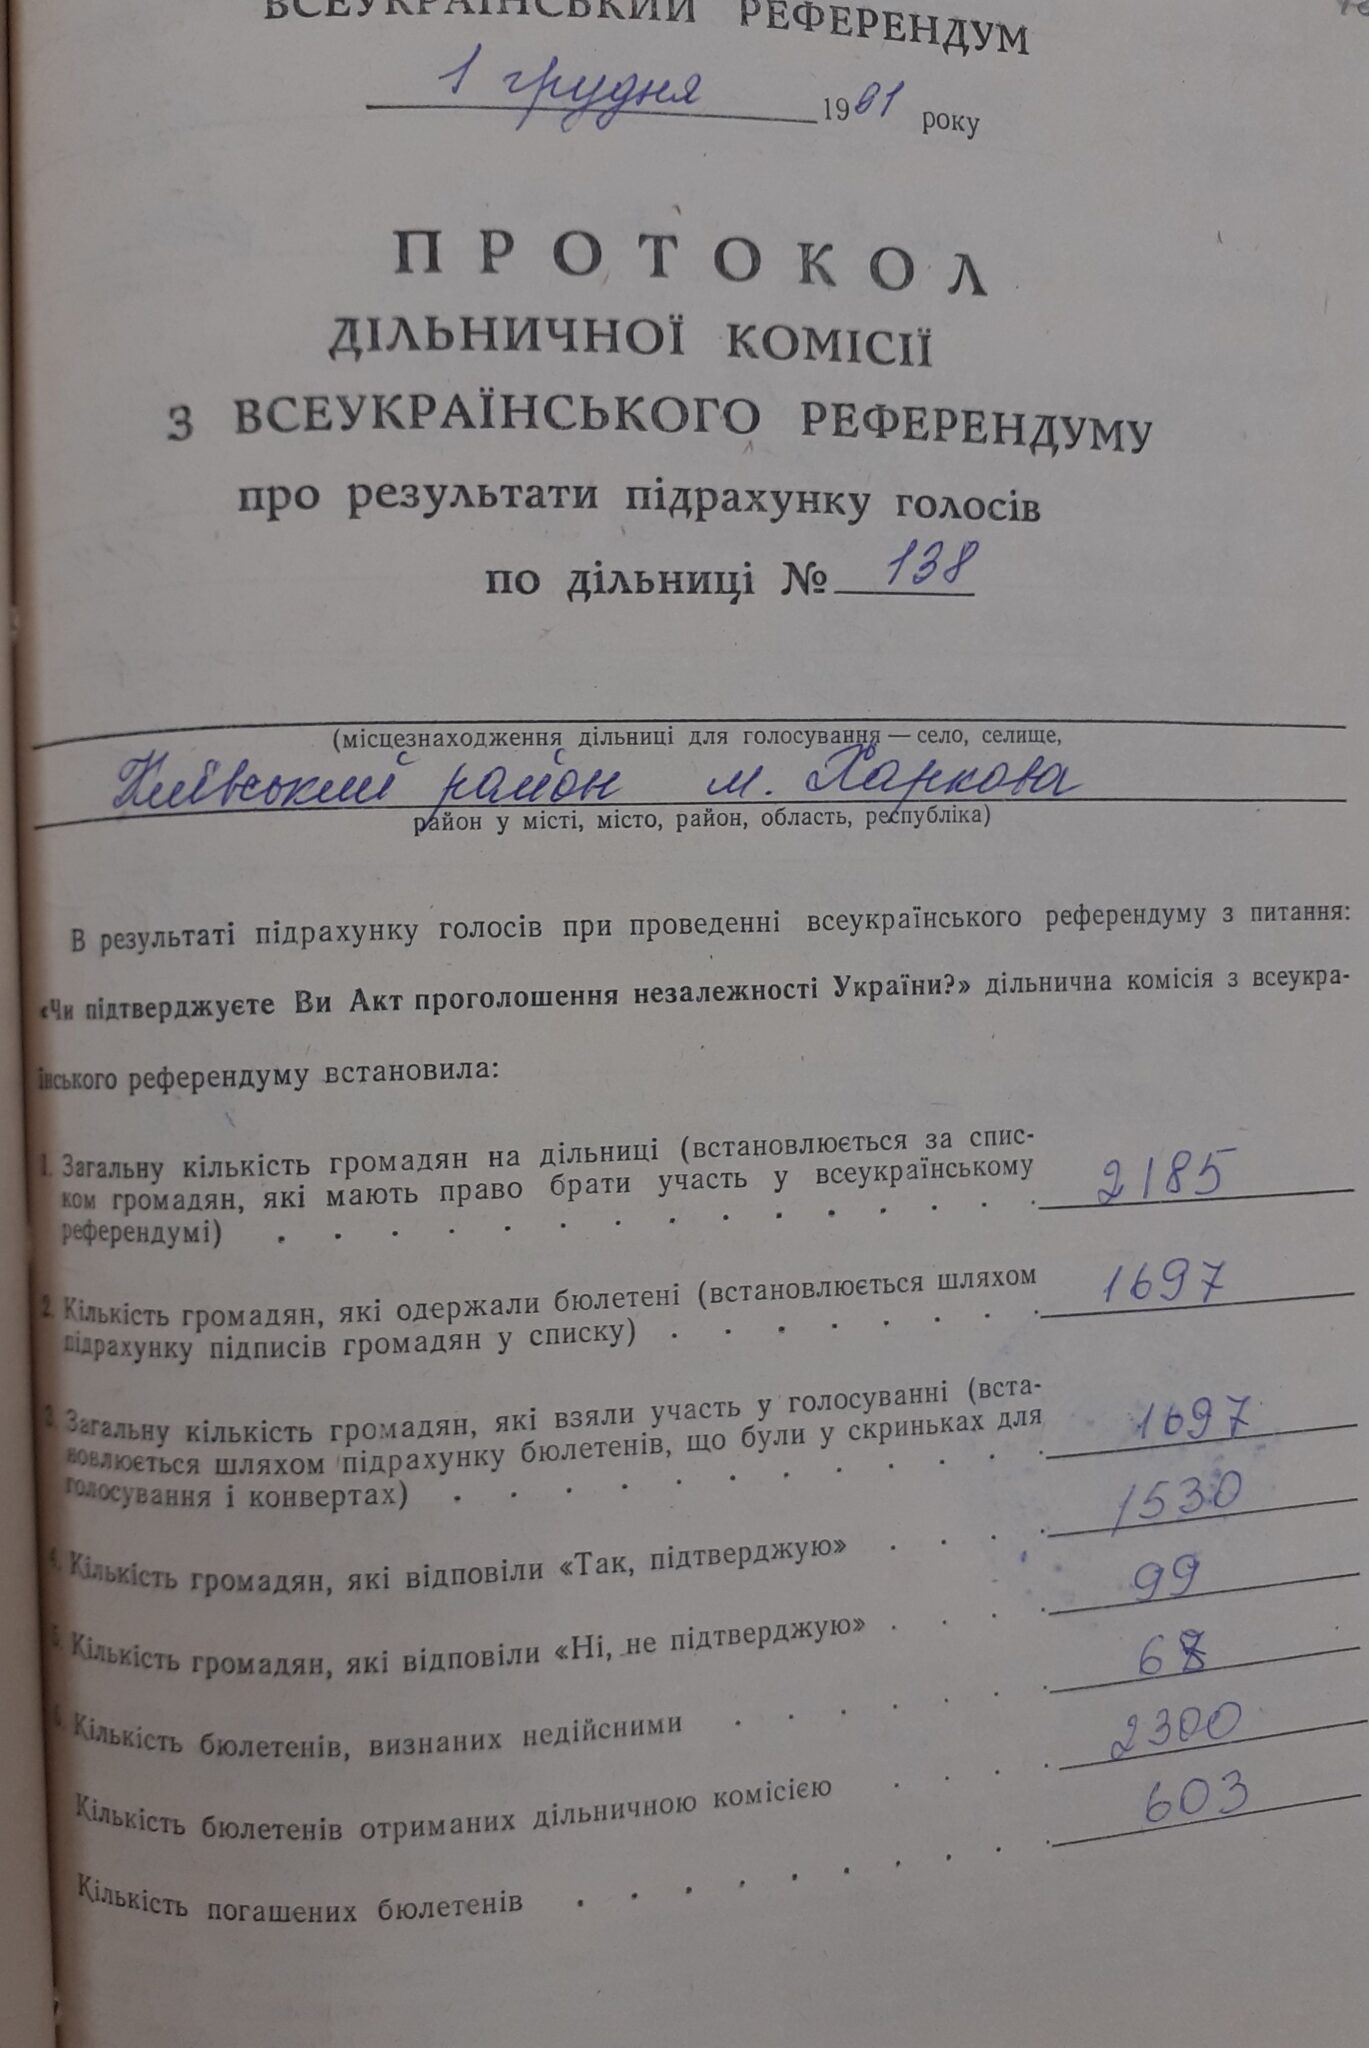 ВСЕУКРАЇНСЬКИЙ РЕФЕРЕНДУМ
1 грудня 1991 року
ПРОТОКОЛ
ДІЛЬНИЧНОЇ КОМІСІЇ
З ВСЕУКРАЇНСЬКОГО РЕФЕРЕНДУМУ
про результати підрахунку голосів
по дільниці № 138
(місцезнаходження дільниці для голосування — село, селище,
Київський район м. Харкова
район у місті, місто, район, область, республіка)
В результаті підрахунку голосів при проведенні всеукраїнського референдуму з питання:
«Чи підтверджуєте Ви Акт проголошення незалежності України?» дільнична комісія з всеукра-
їнського референдуму встановила:
1. Загальну кількість громадян на дільниці (встановлюється за спис-
ком громадян, які мають право брати участь у всеукраїнському
референдумі) . . . . . . . . . . . . . . 2185
2. Кількість громадян, які одержали бюлетені (встановлюється шляхом
підрахунку підписів громадян у списку) . . . . . . . 1697
3. Загальну кількість громадян, які взяли участь у голосуванні (вста-
новлюється шляхом підрахунку бюлетенів, що були у скриньках для
голосування і конвертах) . . . . . . . . . . . 1697
4. Кількість громадян, які відповіли «Так, підтверджую» . . . . 1530
5. Кількість громадян, які відповіли «Ні, не підтверджую» . . . . 99
6. Кількість бюлетенів, визнаних недійсними . . . . . . . 68
Кількість бюлетенів отриманих дільничною комісією . . . . 2300
Кількість погашених бюлетенів . . . . . . . . . 603